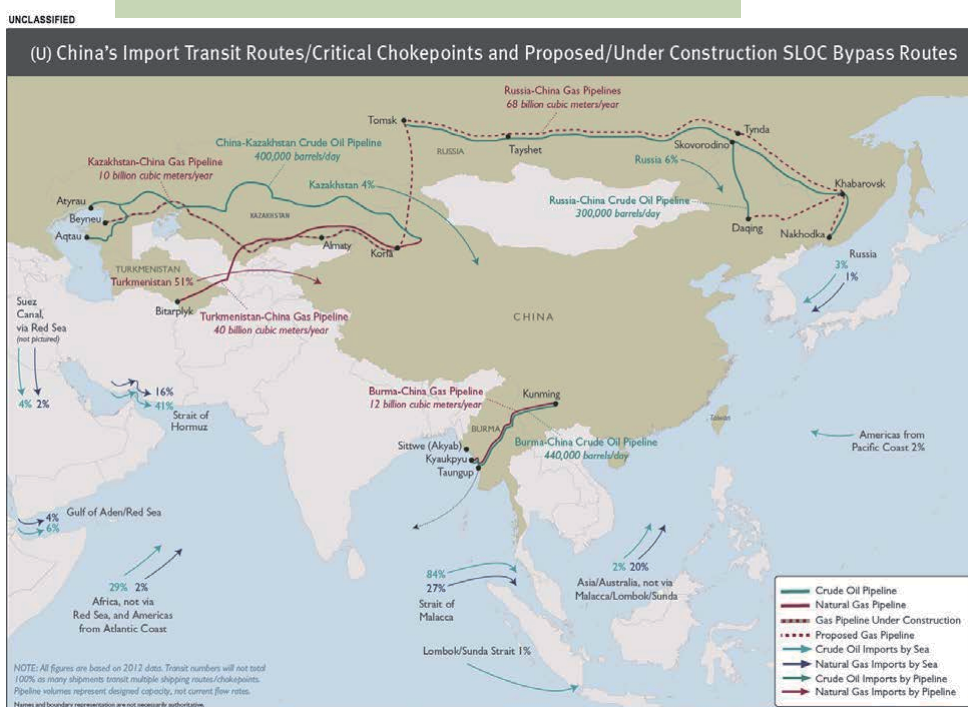 UNCLASSIFIED
(U) China's Import Transit Routes/Critical Chokepoints and Proposed/Under Construction SLOC Bypass Routes
Russia-China Gas Pipelines
68 billion cubic meters/year
Tomsk
Tynda
China-Kazakhstan Crude Oil Pipeline
400,000 barrels/day
RUSSIA
Tayshet
Skovorodino
Kazakhstan-China Gas Pipeline
10 billion cubic meters/year
Russia 6%
Kazakhstan 4%
Khabarovsk
Atyrau
Russia-China Crude Oil Pipeline
300,000 barrels/day
Beyneu
KAZAKHSTAN
Daqing
Aqtau
Almaty
Korla
Nakhodka
Russia
3%
1%
TURKMENISTAN
Turkmenistan 51%
Suez
Canal,
via Red Sea
(not pictured)
Bitarplyk
Turkmenistan-China Gas Pipeline
40 billion cubic meters/year
CHINA
4% 2%
16%
41%
Strait of
Hormuz
Burma-China Gas Pipeline
12 billion cubic meters/year
Kunming
Taiwan
BURMA
Sittwe (Akyab)
Kyaukpyu
Taungup
Burma-China Crude Oil Pipeline
440,000 barrels/day
Americas from
Pacific Coast 2%
4%
6%
Gulf of Aden/Red Sea
29% 2%
Africa, not via
Red Sea, and Americas
from Atlantic Coast
84%
27%
Strait of
Malacca
2% 20%
Asia/Australia, not via
Malacca/Lombok/Sunda
Lombok/Sunda Strait 1%
Crude Oil Pipeline
Natural Gas Pipeline
Gas Pipeline Under Construction
Proposed Gas Pipeline
Crude Oil Imports by Sea
Natural Gas Imports by Sea
Crude Oil Imports by Pipeline
Natural Gas Imports by Pipeline
NOTE: All figures are based on 2012 data. Transit numbers will not total
100% as many shipments transit multiple shipping routes/chokepoints.
Pipeline volumes represent designed capacity, not current flow rates.
Names and boundary representation are not necessarily authoritative.